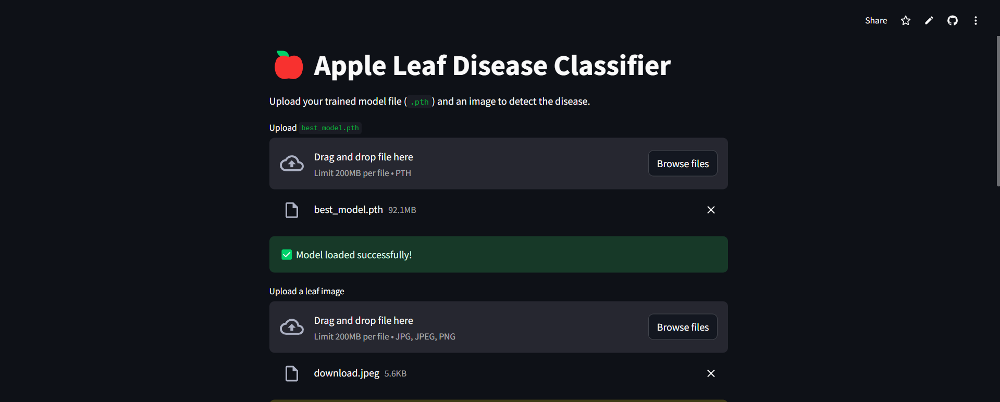 Share
Apple Leaf Disease Classifier
Upload your trained model file ( .pth ) and an image to detect the disease.
Upload best_model.pth
Drag and drop file here
Limit 200MB per file • PTH
Browse files
best_model.pth 92.1MB
Model loaded successfully!
Upload a leaf image
Drag and drop file here
Limit 200MB per file • JPG, JPEG, PNG
Browse files
download.jpeg 5.6KB